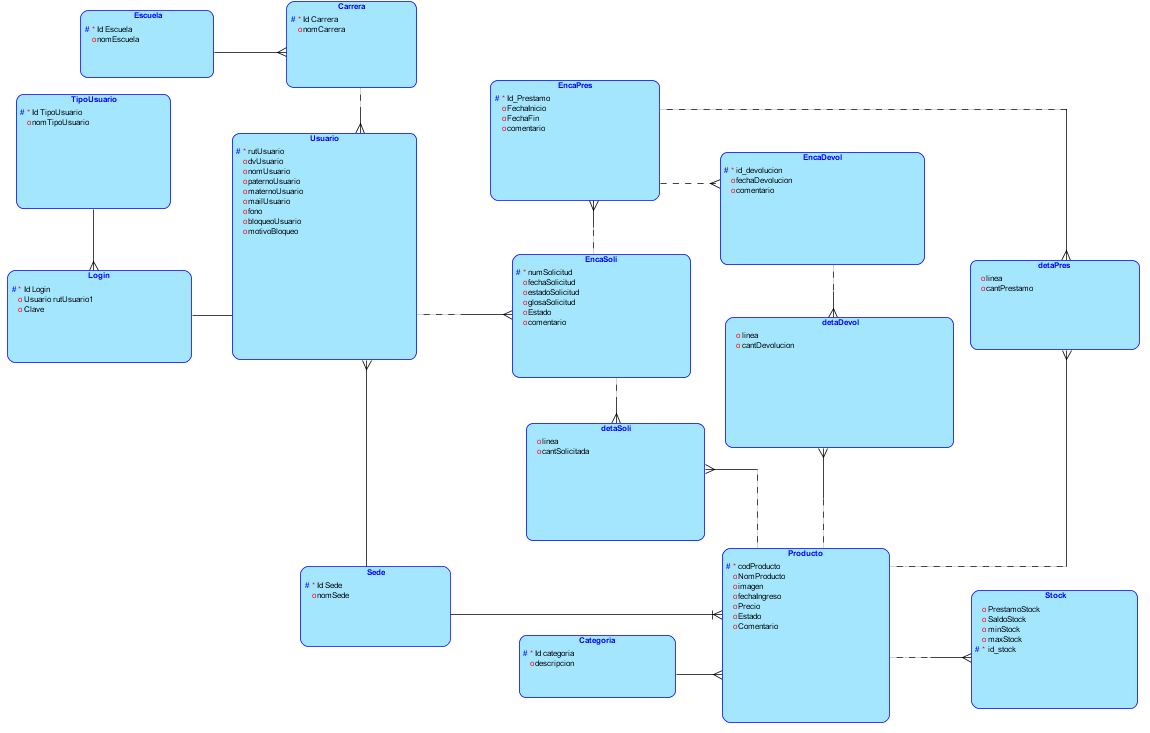 Escuela
# * Id Escuela
o nomEscuela
Carrera
# * Id Carrera
o nomCarrera
TipoUsuario
# * Id TipoUsuario
o nomTipoUsuario
Usuario
# * rutUsuario
o dvUsuario
o nomUsuario
o paternoUsuario
o maternoUsuario
o mailUsuario
o fono
o bloqueoUsuario
o motivoBloqueo
Login
# * Id Login
o Usuario rutUsuario1
o Clave
EncaPres
# * Id_Prestamo
o FechaInicio
o FechaFin
o comentario
EncaDevol
# * id_devolucion
o fechaDevolucion
o comentario
EncaSoli
# * numSolicitud
o fechaSolicitud
o estadoSolicitud
o glosaSolicitud
o Estado
o comentario
detaPres
o linea
o cantPrestamo
detaDevol
o linea
o cantDevolucion
detaSoli
o linea
o cantSolicitada
Sede
# * Id Sede
o nomSede
Categoria
# * Id categoria
o descripcion
Producto
# * codProducto
o NomProducto
o imagen
o fechaIngreso
o Precio
o Estado
o Comentario
Stock
o PrestamoStock
o SaldoStock
o minStock
o maxStock
# * id_stock